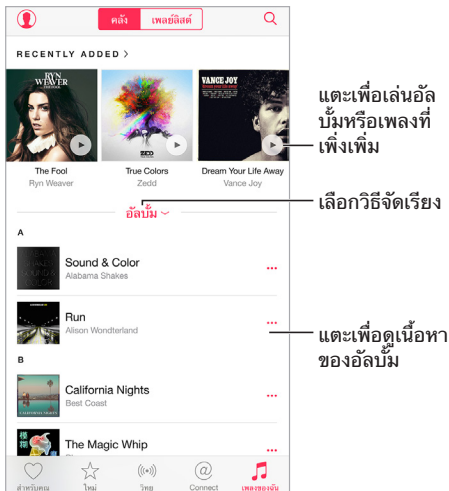 คลัง เพลย์ลิสต์
RECENTLY ADDED >
RYN
WEAVER
ZEDD
VANCE JOY
The Fool
Ryn Weaver
True Colors
Zedd
Dream Your Life Away
Vance Joy
แตะเพื่อเล่นอัล
บั้มหรือเพลงที่
เพิ่งเพิ่ม
อัลบั้ม
เลือกวิธีจัดเรียง
A
Sound & Color
Alabama Shakes
Run
Alison Wondterland
แตะเพื่อดูเนื้อหา
ของอัลบั้ม
B
California Nights
Best Coast
CALIFORNIA NIGHTS
The Magic Whip
สำหรับคุณ ใหม่ วิทยุ Connect เพลงของฉัน